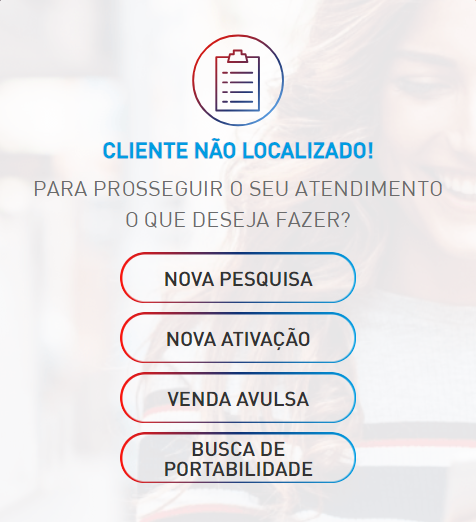 CLIENTE NÃO LOCALIZADO!
PARA PROSSEGUIR O SEU ATENDIMENTO
O QUE DESEJA FAZER?
NOVA PESQUISA
NOVA ATIVAÇÃO
VENDA AVULSA
BUSCA DE
PORTABILIDADE